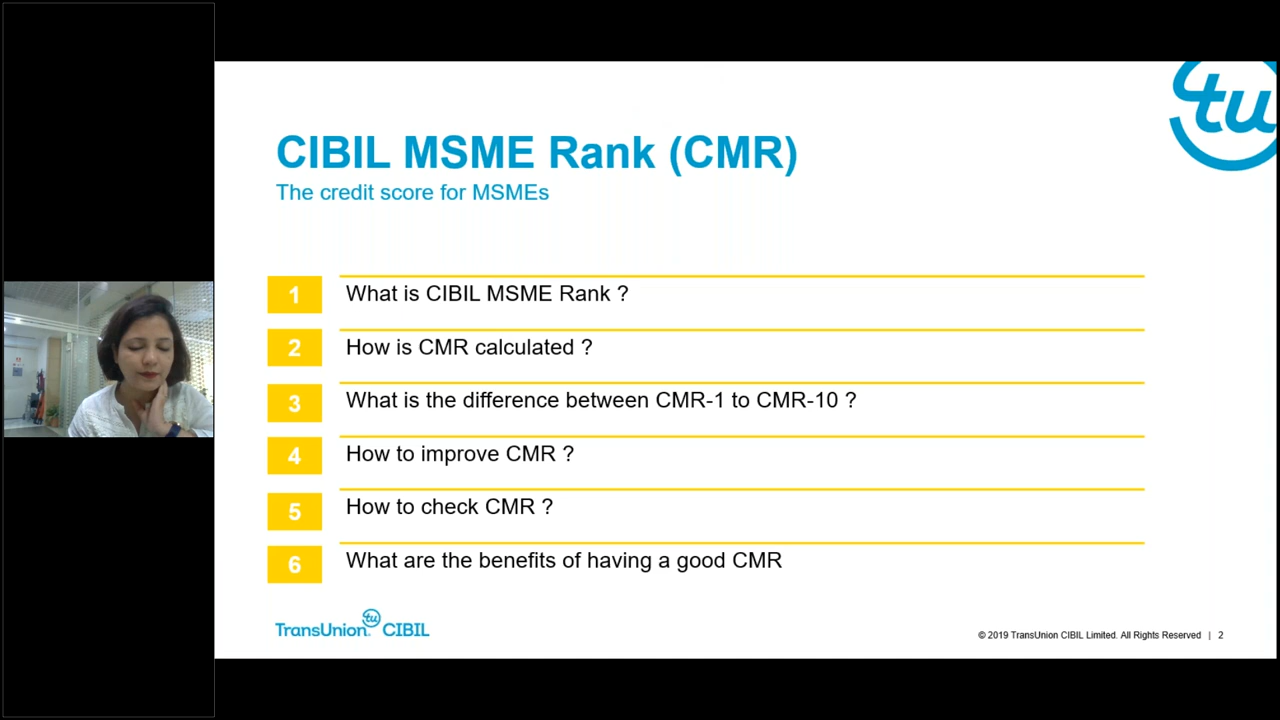 tu
CIBIL MSME Rank (CMR)
The credit score for MSMEs
1 What is CIBIL MSME Rank ?
2 How is CMR calculated ?
3 What is the difference between CMR-1 to CMR-10 ?
4 How to improve CMR ?
5 How to check CMR ?
6 What are the benefits of having a good CMR
TransUnion tu CIBIL
© 2019 TransUnion CIBIL Limited. All Rights Reserved | 2